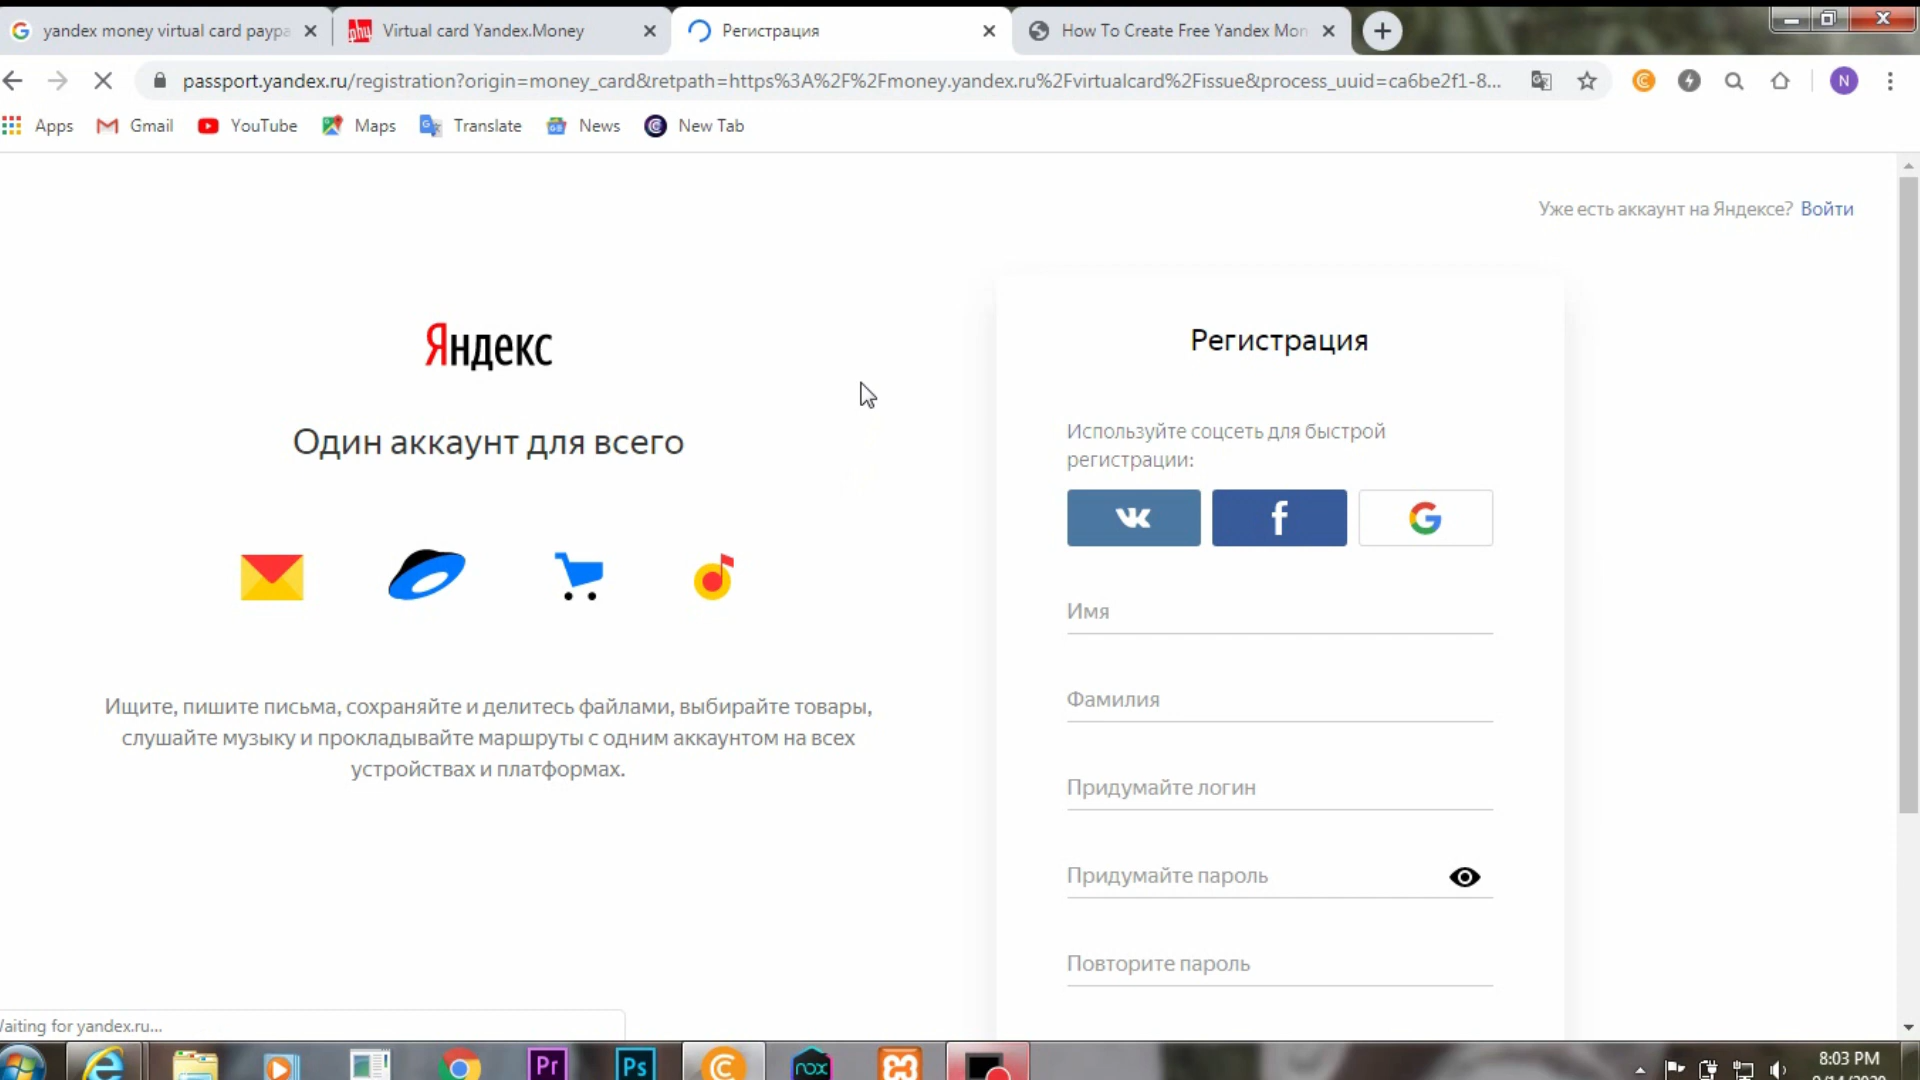 yandex money virtual card paypa
Virtual card Yandex.Money
Регистрация
How To Create Free Yandex Mon
passport.yandex.ru/registration?origin=money_card&retpath=https%3A%2F%2Fmoney.yandex.ru%2Fvirtualcard%2Fissue&process_uuid=ca6be2f1-8...
N
Apps
Gmail
YouTube
Maps
Translate
News
New Tab
Уже есть аккаунт на Яндексе? Войти
Яндекс
Один аккаунт для всего
Ищите, пишите письма, сохраняйте и делитесь файлами, выбирайте товары,
слушайте музыку и прокладывайте маршруты с одним аккаунтом на всех
устройствах и платформах.
Регистрация
Используйте соцсеть для быстрой
регистрации:
Имя
Фамилия
Придумайте логин
Придумайте пароль
Повторите пароль
aiting for yandex.ru...
Pr
Ps
nox
8:03 PM